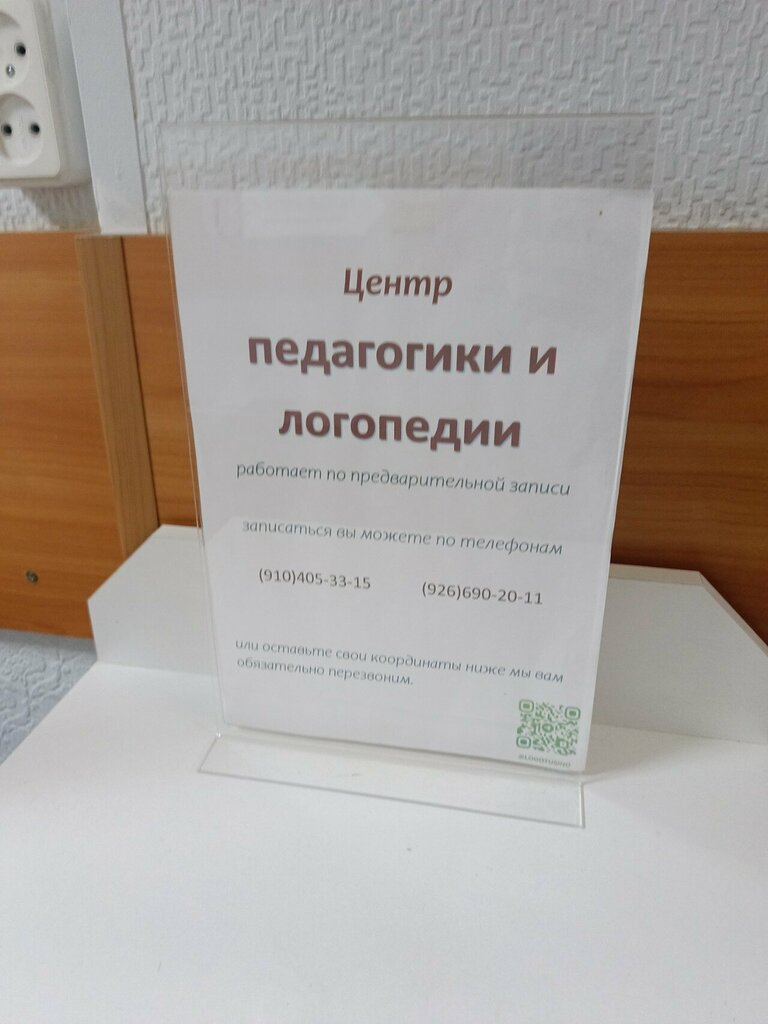 Центр
педагогики и
логопедии
работает по предварительной записи
записаться вы можете по телефонам
(910)405-33-15 (926)690-20-11
или оставьте свои координаты ниже мы вам
обязательно перезвоним.